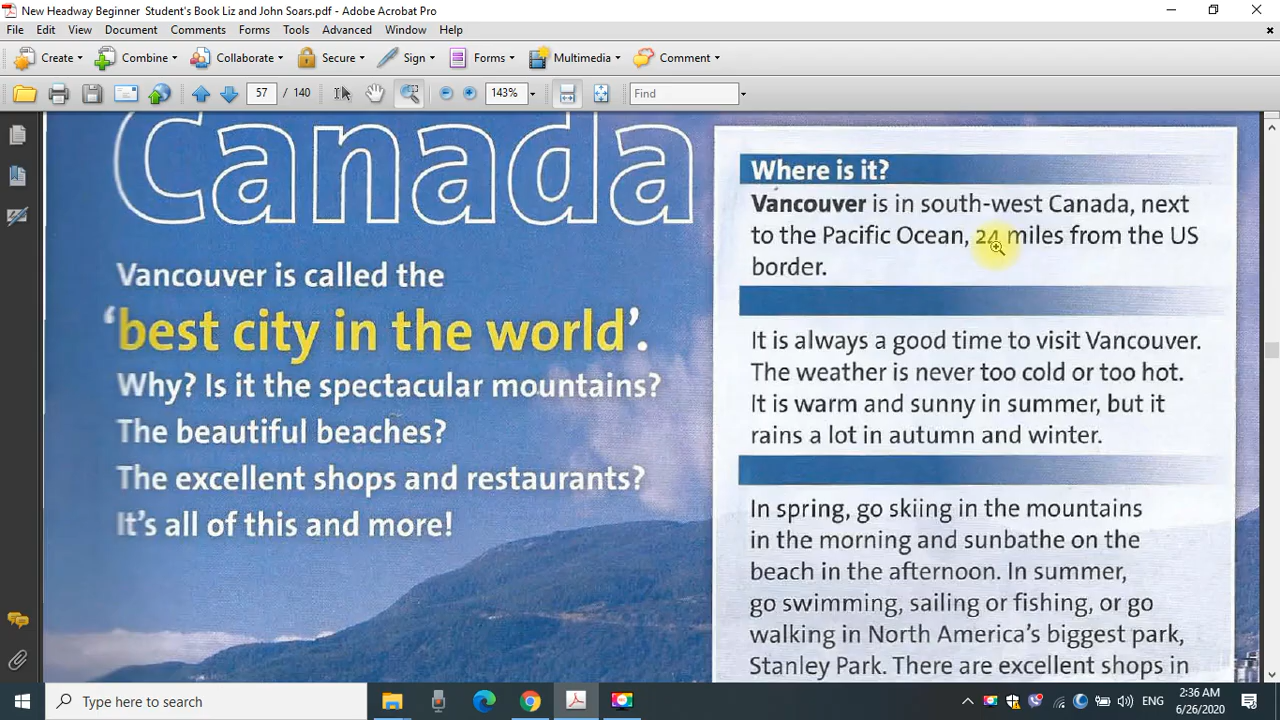 New Headway Beginner Student's Book Liz and John Soars.pdf - Adobe Acrobat Pro
File Edit View Document Comments Forms Tools Advanced Window Help
Create Combine Collaborate Secure Sign Forms Multimedia Comment
57 / 140 143% Find
Canada
Vancouver is called the
'best city in the world'.
Why? Is it the spectacular mountains?
The beautiful beaches?
The excellent shops and restaurants?
It's all of this and more!
Where is it?
Vancouver is in south-west Canada, next
to the Pacific Ocean, 24 miles from the US
border.
It is always a good time to visit Vancouver.
The weather is never too cold or too hot.
It is warm and sunny in summer, but it
rains a lot in autumn and winter.
In spring, go skiing in the mountains
in the morning and sunbathe on the
beach in the afternoon. In summer,
go swimming, sailing or fishing, or go
walking in North America's biggest park,
Stanley Park. There are excellent shops in
Type here to search
ENG
2:36 AM
6/26/2020